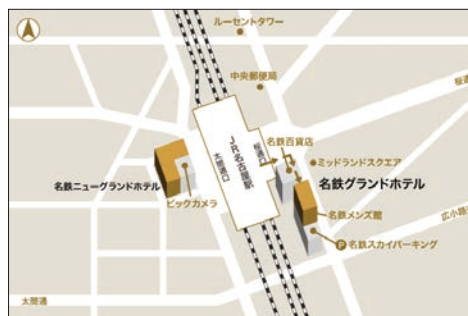 ルーセントタワー
中央郵便局
桜通
名鉄百貨店
桜通口
JR名古屋駅
太閤通口
ミッドランドスクエア
名鉄ニューグランドホテル
名鉄グランドホテル
ビックカメラ
名鉄メンズ館
広小路
P 名鉄スカイパーキング
太閤通